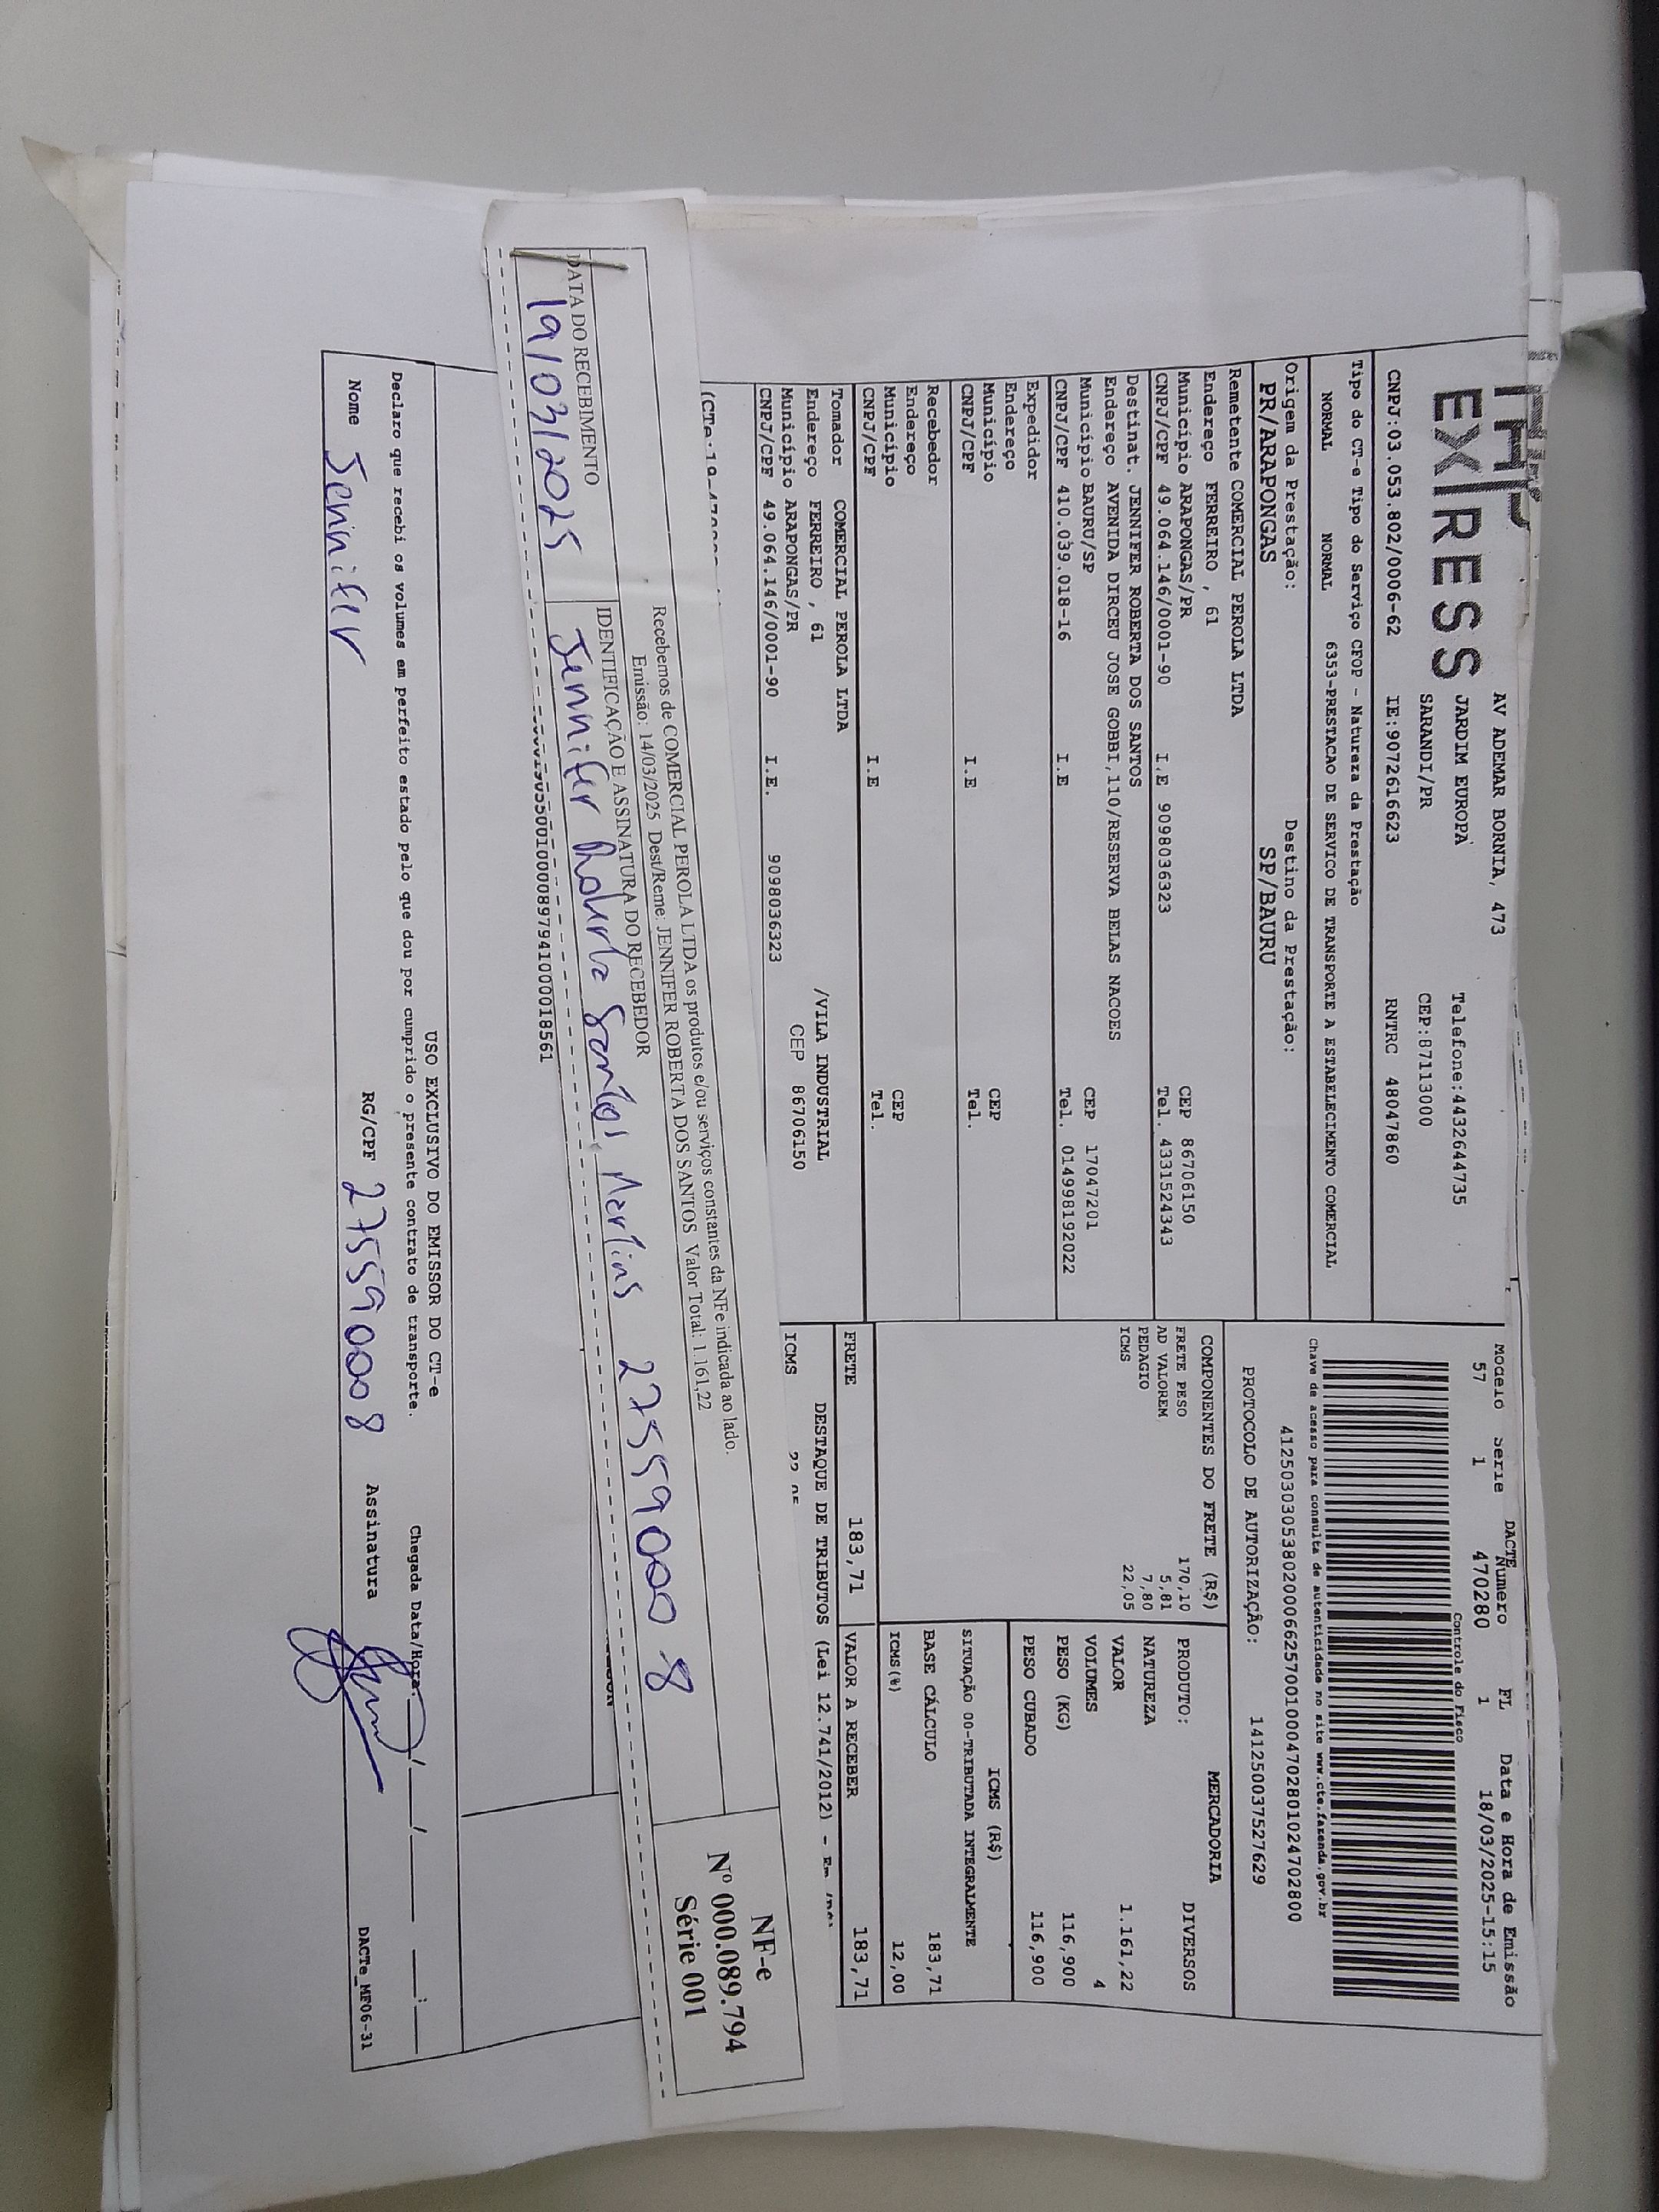 EXPRESS
AV ADEMAR BORNIA, 473
JARDIM EUROPA
SARANDI/PR
Telefone:4432644735
CEP:87113000
CNPJ:03.053.802/0006-62 IE:9072616623 RNTRC 48047860
Tipo do CT-e Tipo do Serviço CFOP - Natureza da Prestação
NORMAL NORMAL 6353-PRESTACAO DE SERVICO DE TRANSPORTE A ESTABELECIMENTO COMERCIAL
Origem da Prestação: Destino da Prestação:
PR/ARAPONGAS SP/BAURU
Remetente COMERCIAL PEROLA LTDA
Endereço FERREIRO , 61
Município ARAPONGAS/PR CEP 86706150
CNPJ/CPF 49.064.146/0001-90 I.E 9098036323 Tel. 4331524343
Destinat. JENNIFER ROBERTA DOS SANTOS
Endereço AVENIDA DIRCEU JOSE GOBBI,110/RESERVA BELAS NACOES
Município BAURU/SP CEP 17047201
CNPJ/CPF 410.039.018-16 I.E Tel. 014998192022
Expedidor
Endereço
Município CEP
CNPJ/CPF I.E Tel.
Recebedor
Endereço
Município CEP
CNPJ/CPF I.E Tel.
Tomador COMERCIAL PEROLA LTDA
Endereço FERREIRO , 61 /VILA INDUSTRIAL
Município ARAPONGAS/PR CEP 86706150
CNPJ/CPF 49.064.146/0001-90 I.E. 9098036323
DACTE
Modelo Serie Numero FL Data e Hora de Emissão
57 1 470280 1 18/03/2025-15:15
Controle do Fisco
Chave de acesso para consulta de autenticidade no site www.cte.fazenda.gov.br
41250303053802000662570010004702801024702800
PROTOCOLO DE AUTORIZAÇÃO: 141250037527629
COMPONENTES DO FRETE (R$)
FRETE PESO 170,10
AD VALOREM 5,81
PEDAGIO 7,80
ICMS 22,05
MERCADORIA
PRODUTO: DIVERSOS
NATUREZA
VALOR 1.161,22
VOLUMES 4
PESO (KG) 116,900
PESO CUBADO 116,900
ICMS (R$)
SITUAÇÃO 00-TRIBUTADA INTEGRALMENTE
BASE CÁLCULO 183,71
ICMS(%) 12,00
FRETE 183,71 VALOR A RECEBER 183,71
DESTAQUE DE TRIBUTOS (Lei 12.741/2012) - Em (R$)
ICMS 22,05
Recebemos de COMERCIAL PEROLA LTDA os produtos e/ou serviços constantes da NFe indicada ao lado.
Emissão: 14/03/2025 Dest/Reme: JENNIFER ROBERTA DOS SANTOS Valor Total: 1.161,22
DATA DO RECEBIMENTO IDENTIFICAÇÃO E ASSINATURA DO RECEBEDOR
19/03/2025 Jennifer Roberta Santos Martins 27559000 8
NF-e
Nº 000.089.794
Série 001
550010000897941000018561
USO EXCLUSIVO DO EMISSOR DO CT-e
Declaro que recebi os volumes em perfeito estado pelo que dou por cumprido o presente contrato de transporte. Chegada Data/Hora: / / :
Nome Jennifer RG/CPF 275590008 Assinatura
DACTe_MF06-31